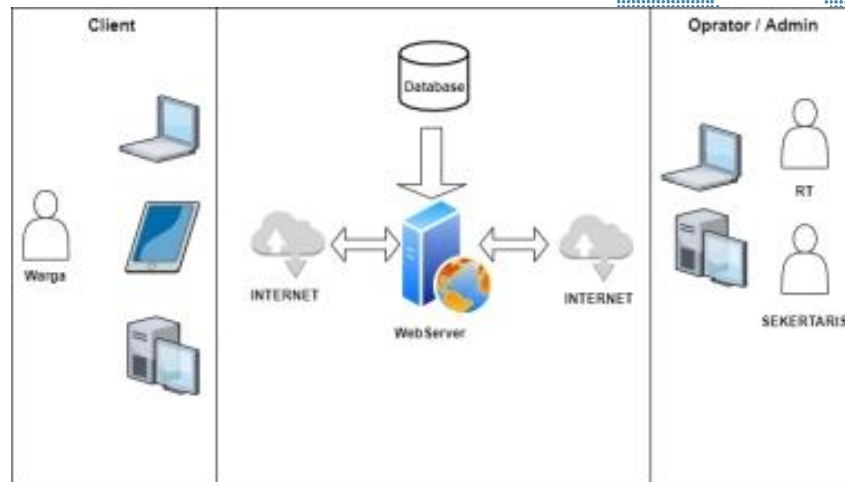 Client
Oprator / Admin
Database
RT
Warga
INTERNET
INTERNET
WebServer
SEKERTARIS